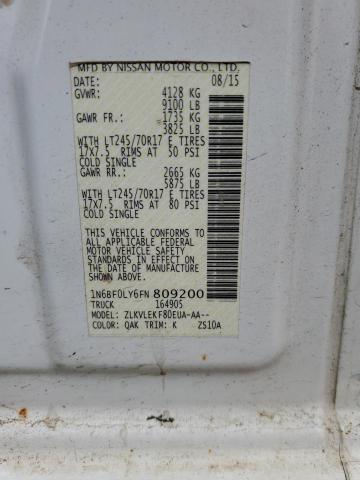 MFD BY NISSAN MOTOR CO., LTD.
DATE: 08/15
GVWR: 4128 KG
9100 LB
GAWR FR.: 1735 KG
3825 LB
WITH LT245/70R17 E TIRES
17X7.5 RIMS AT 50 PSI
COLD SINGLE
GAWR RR.: 2665 KG
5875 LB
WITH LT245/70R17 E TIRES
17X7.5 RIMS AT 80 PSI
COLD SINGLE
THIS VEHICLE CONFORMS TO
ALL APPLICABLE FEDERAL MOTOR
VEHICLE SAFETY STANDARDS IN
EFFECT ON THE DATE OF MANUFACTURE
SHOWN ABOVE.
1N6BF0LY6FN 809200
TRUCK 164905
MODEL: ZLKVLEKF80EUA-AA--
COLOR: QAK TRIM: K ZS10A